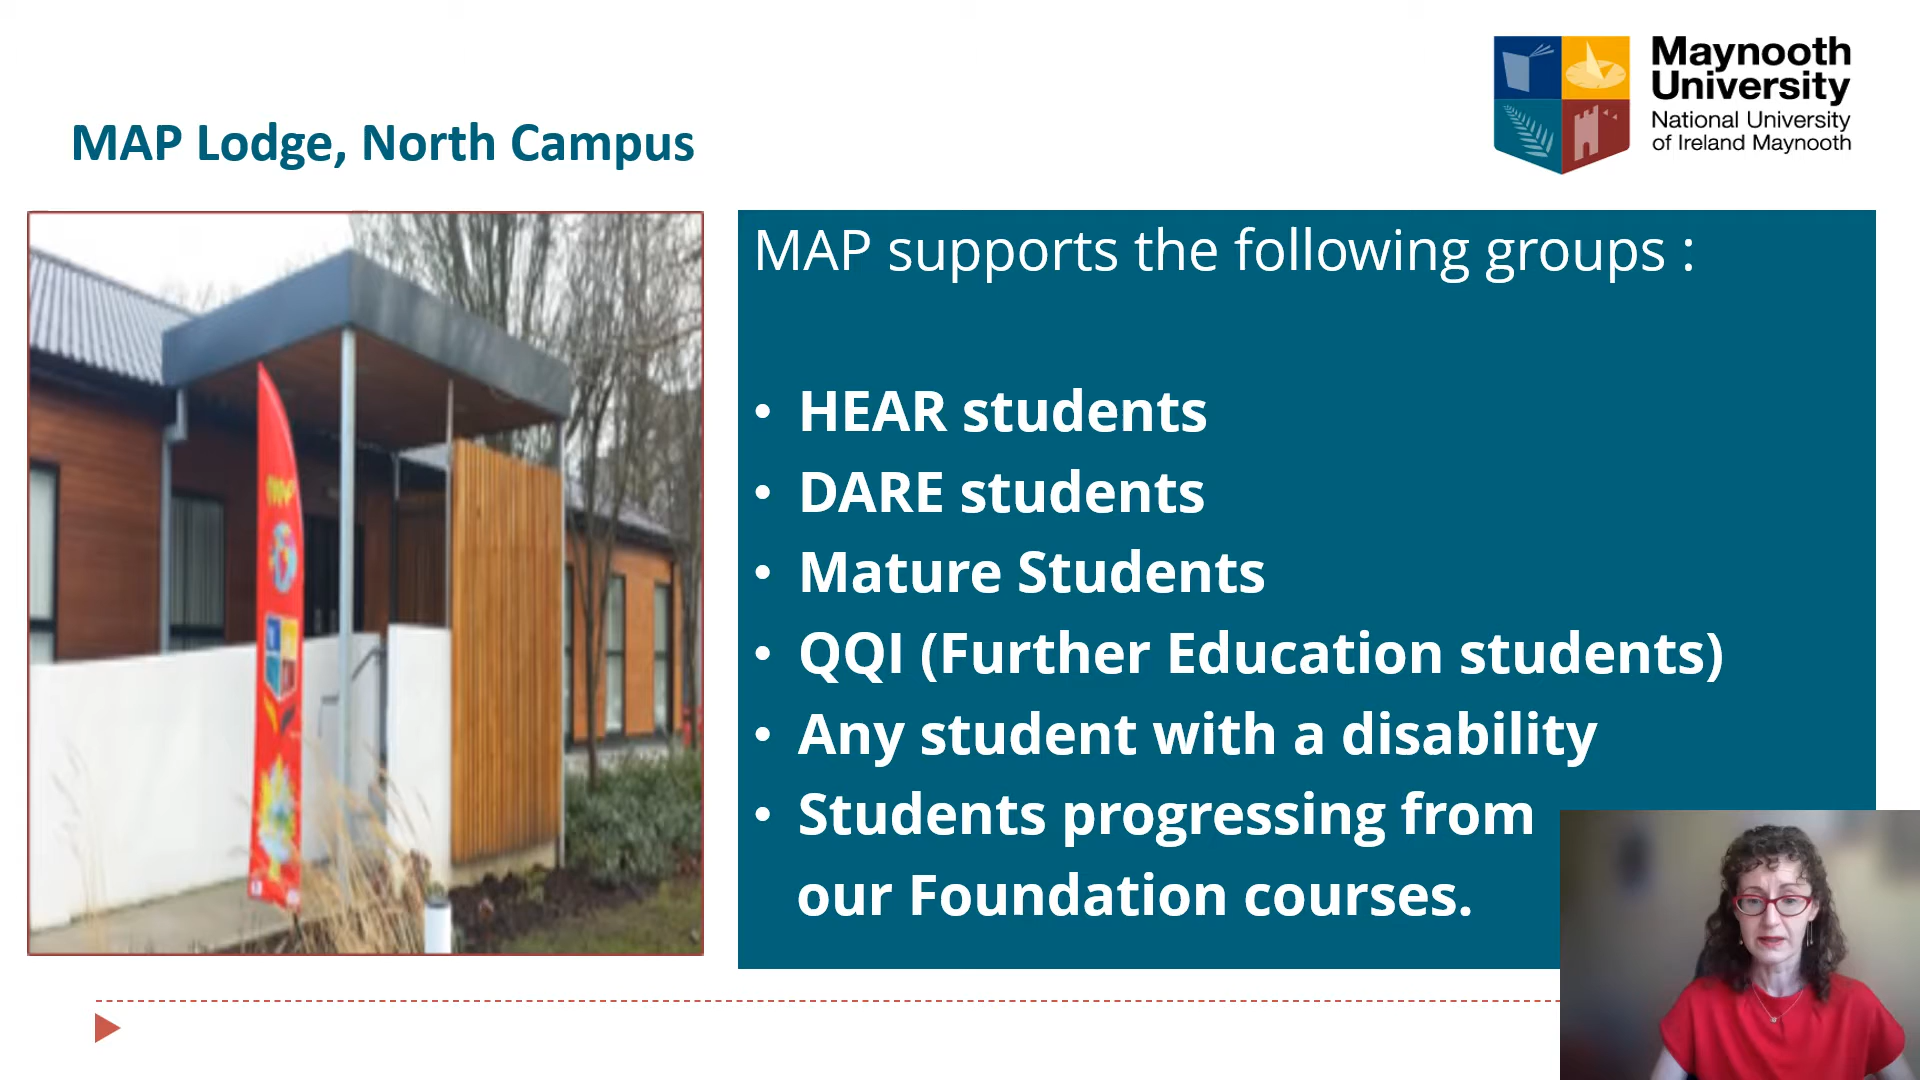 Maynooth
University
National University
of Ireland Maynooth
MAP Lodge, North Campus
MAP supports the following groups :
• HEAR students
• DARE students
• Mature Students
• QQI (Further Education students)
• Any student with a disability
• Students progressing from
our Foundation courses.